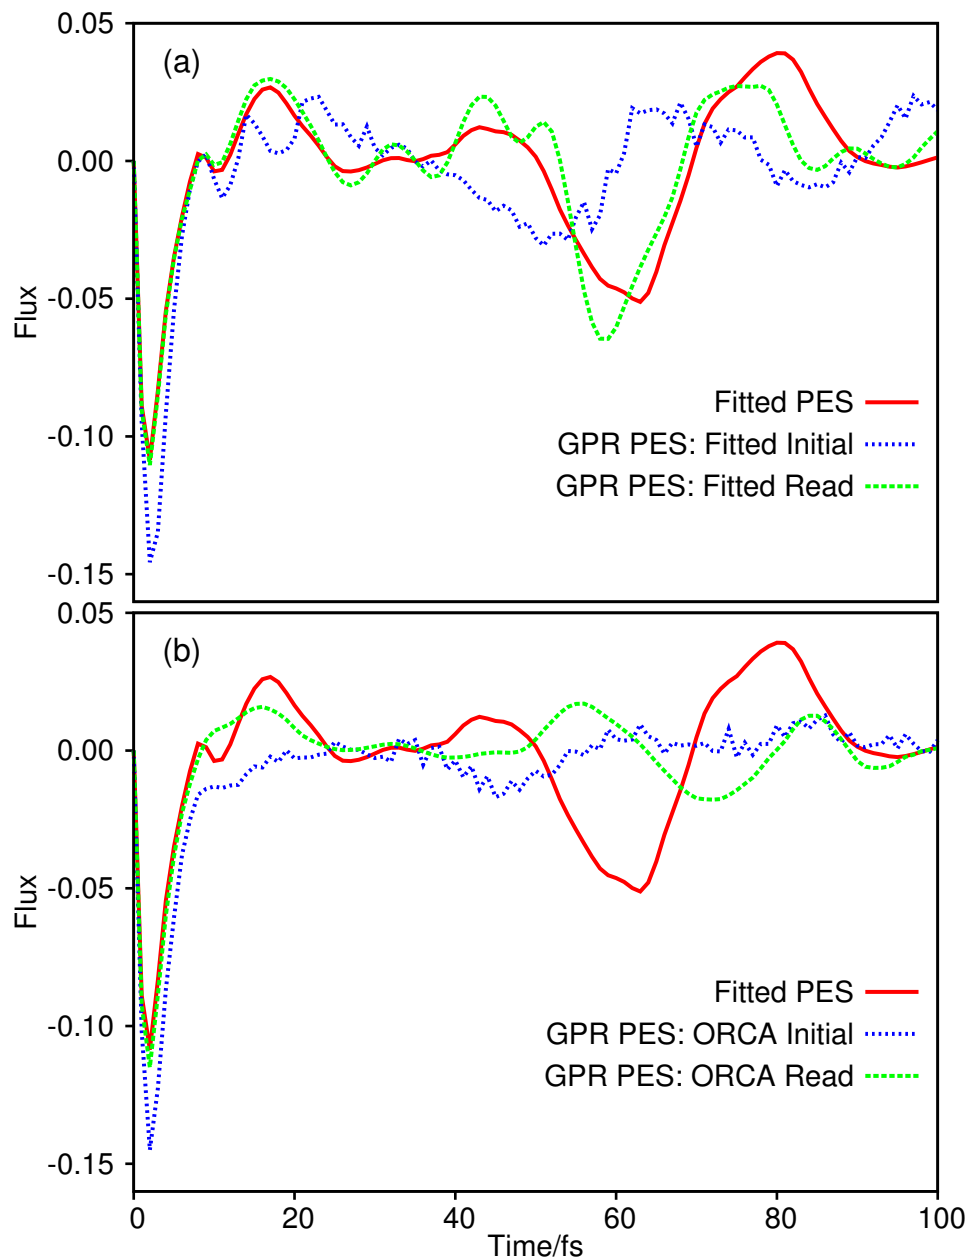 0.05
(a)
0.00
-0.05
Flux
-0.10
-0.15
Fitted PES
GPR PES: Fitted Initial
GPR PES: Fitted Read
0.05
(b)
0.00
-0.05
Flux
-0.10
-0.15
Fitted PES
GPR PES: ORCA Initial
GPR PES: ORCA Read
0 20 40 60 80 100
Time/fs